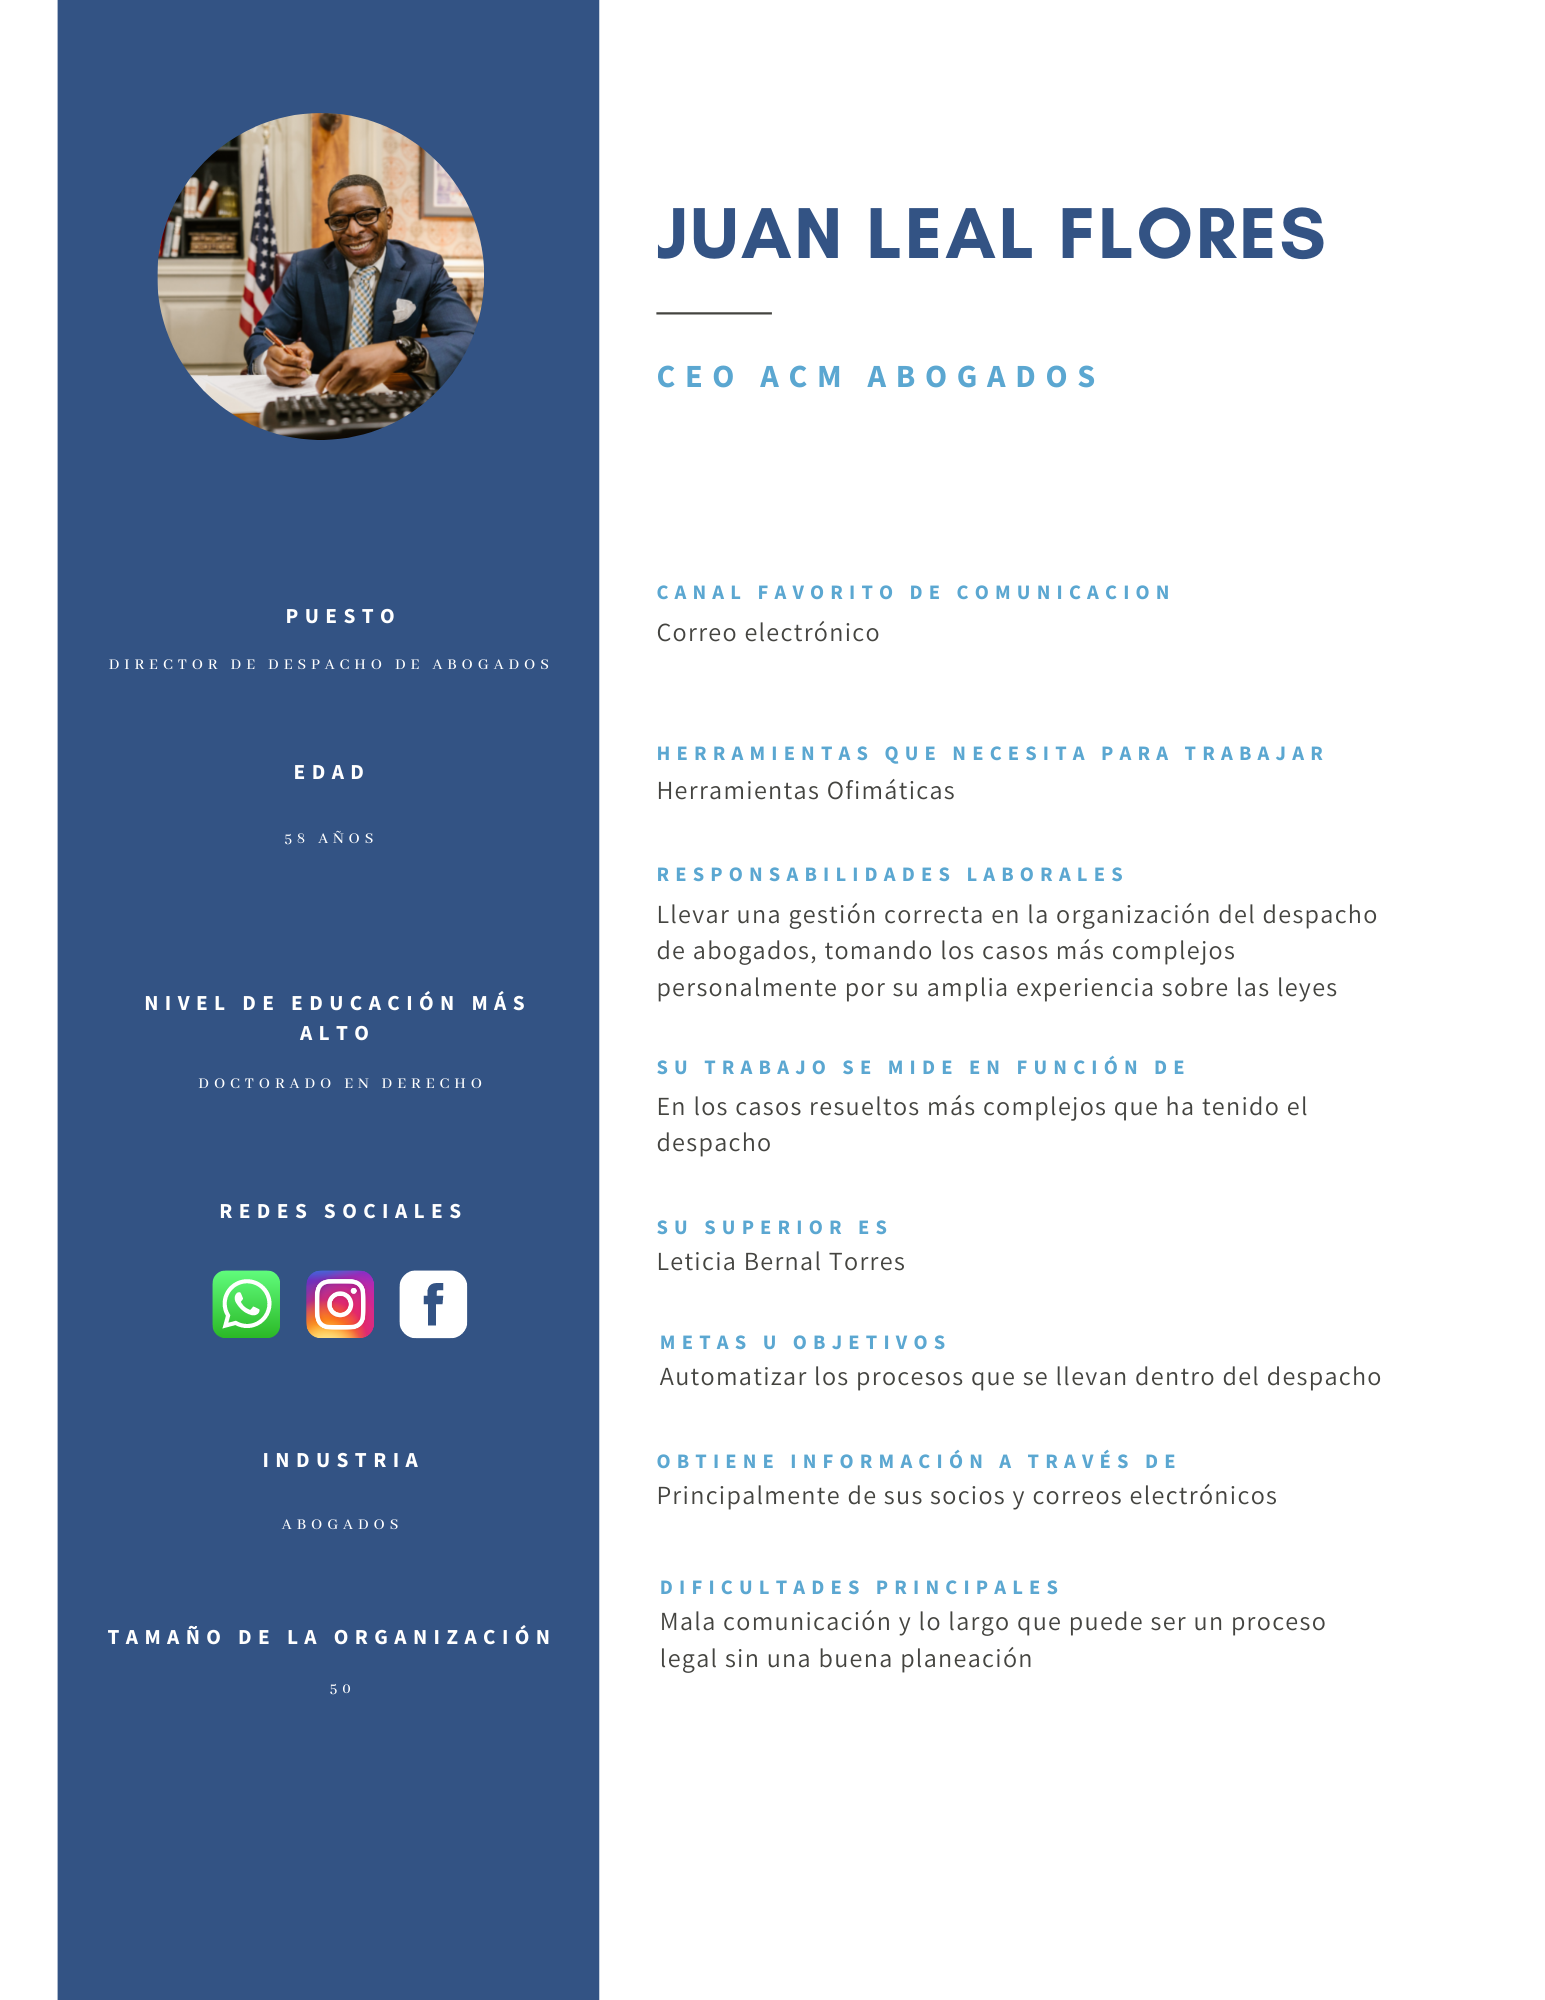 JUAN LEAL FLORES
CEO ACM ABOGADOS
PUESTO
DIRECTOR DE DESPACHO DE ABOGADOS
EDAD
58 AÑOS
NIVEL DE EDUCACIÓN MÁS
ALTO
DOCTORADO EN DERECHO
REDES SOCIALES
INDUSTRIA
ABOGADOS
TAMAÑO DE LA ORGANIZACIÓN
50
CANAL FAVORITO DE COMUNICACION
Correo electrónico
HERRAMIENTAS QUE NECESITA PARA TRABAJAR
Herramientas Ofimáticas
RESPONSABILIDADES LABORALES
Llevar una gestión correcta en la organización del despacho
de abogados, tomando los casos más complejos
personalmente por su amplia experiencia sobre las leyes
SU TRABAJO SE MIDE EN FUNCIÓN DE
En los casos resueltos más complejos que ha tenido el
despacho
SU SUPERIOR ES
Leticia Bernal Torres
METAS U OBJETIVOS
Automatizar los procesos que se llevan dentro del despacho
OBTIENE INFORMACIÓN A TRAVÉS DE
Principalmente de sus socios y correos electrónicos
DIFICULTADES PRINCIPALES
Mala comunicación y lo largo que puede ser un proceso
legal sin una buena planeación